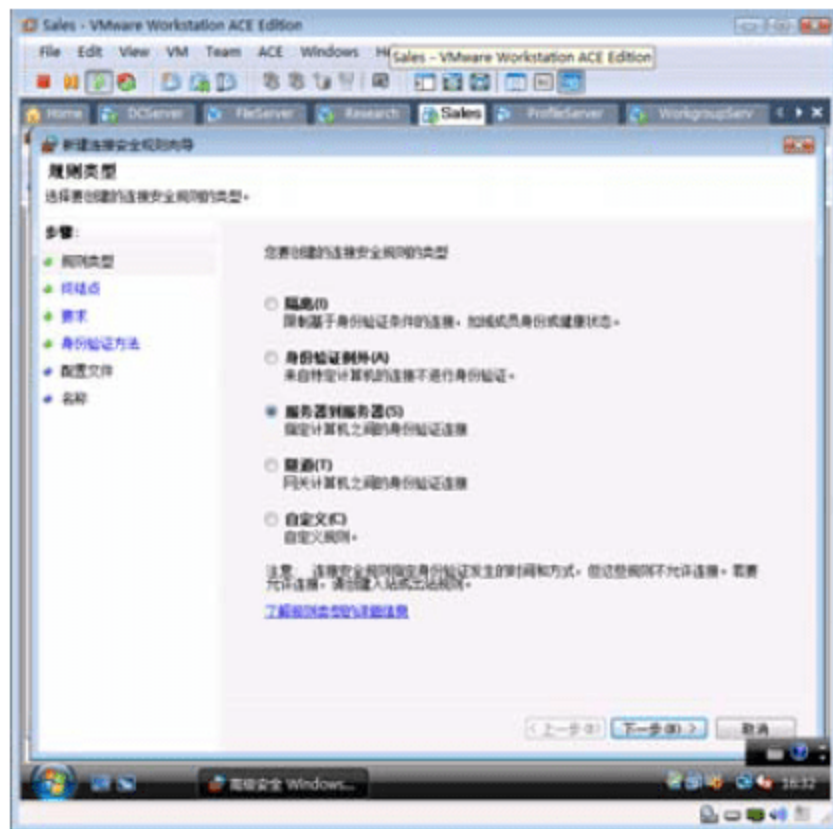 Sales - VMware Workstation ACE Edition
File Edit View VM Team ACE Windows
Sales - VMware Workstation ACE Edition
Home DCServer FileServer Research Sales ProfileServer WorkgroupServ
新建连接安全规则向导
规则类型
选择要创建的连接安全规则的类型。
步骤:
规则类型
终结点
要求
身份验证方法
配置文件
名称
您要创建的连接安全规则的类型
隔离(I)
限制基于身份验证条件的连接，如域成员身份或健康状态。
身份验证例外(A)
来自特定计算机的连接不进行身份验证。
服务器到服务器(S)
指定计算机之间的身份验证连接
隧道(T)
网关计算机之间的身份验证连接
自定义(C)
自定义规则。
注意: 连接安全规则指定身份验证发生的时间和方式，但这些规则不允许连接。若要
允许连接，请创建入站或出站规则。
了解规则类型的详细信息
< 上一步(B) 下一步(N) > 取消
高级安全 Windows...
16:32